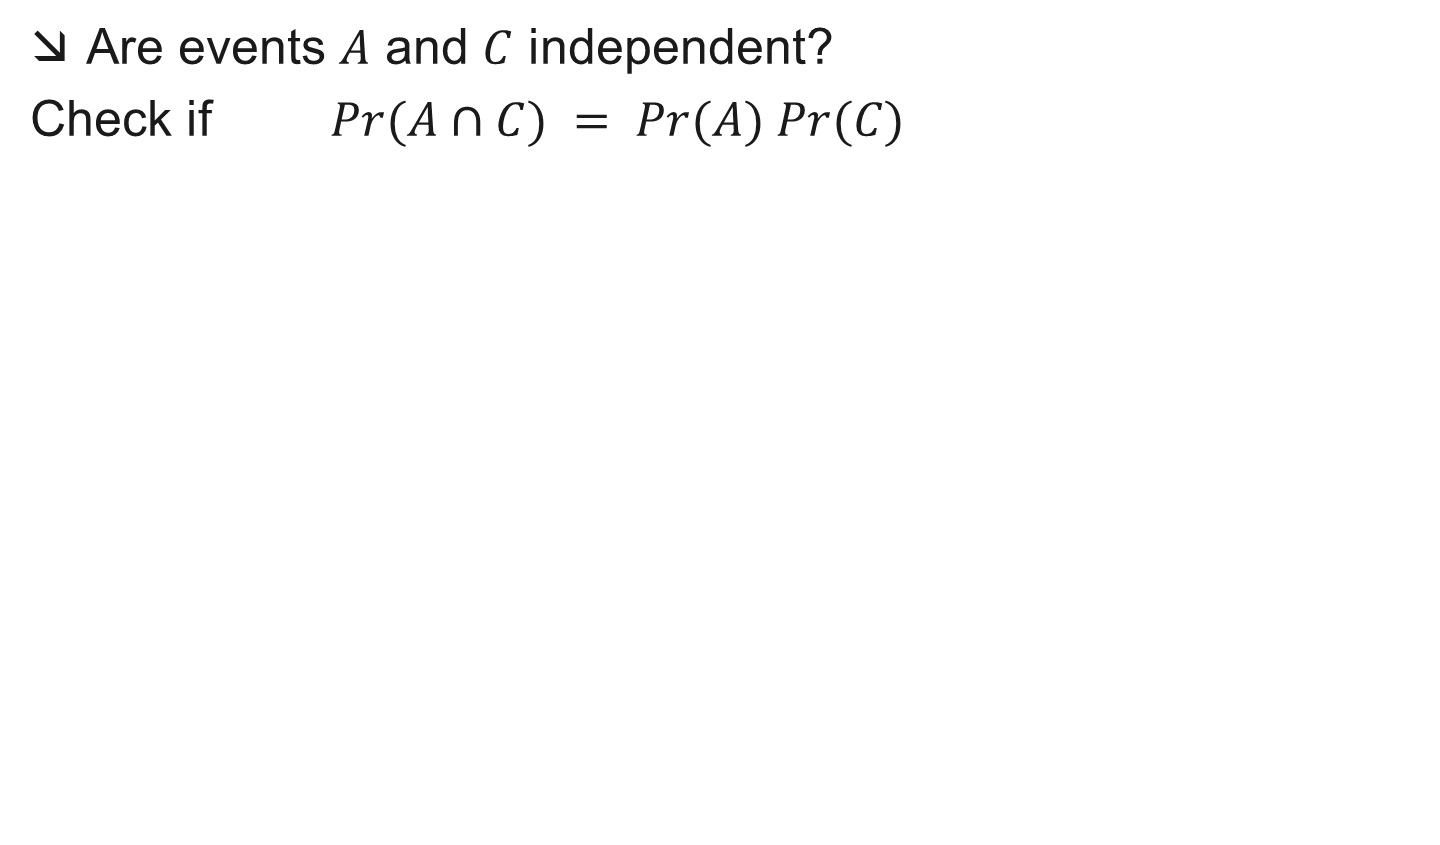 ↘ Are events A and C independent?
Check if Pr(A ∩ C) = Pr(A) Pr(C)